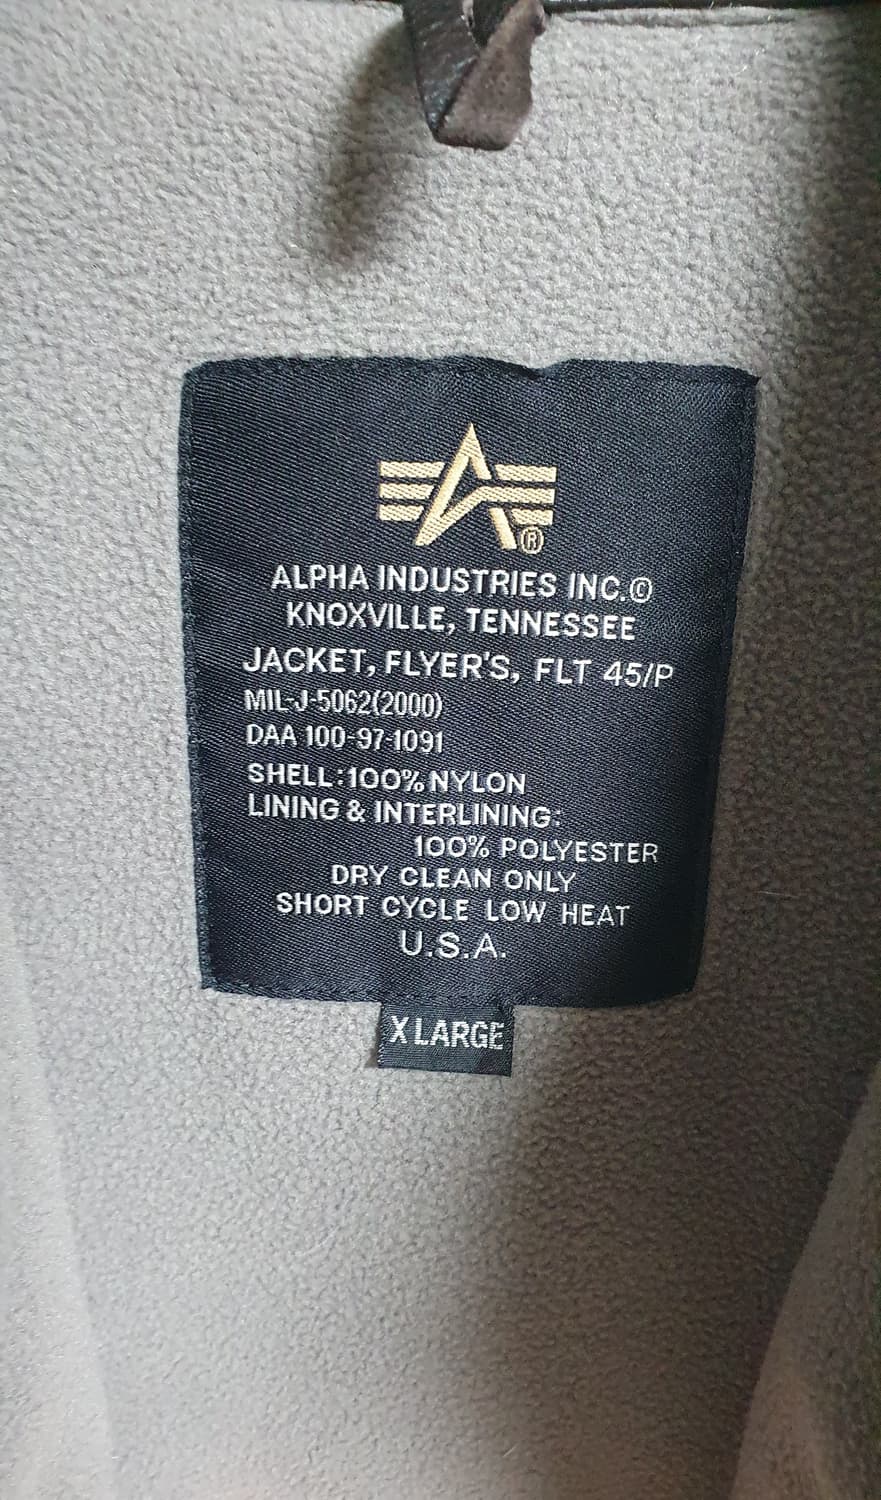 ®
ALPHA INDUSTRIES INC.©
KNOXVILLE, TENNESSEE
JACKET, FLYER'S, FLT 45/P
MIL-J-5062(2000)
DAA 100-97-1091
SHELL:100% NYLON
LINING & INTERLINING:
100% POLYESTER
DRY CLEAN ONLY
SHORT CYCLE LOW HEAT
U.S.A.
X LARGE